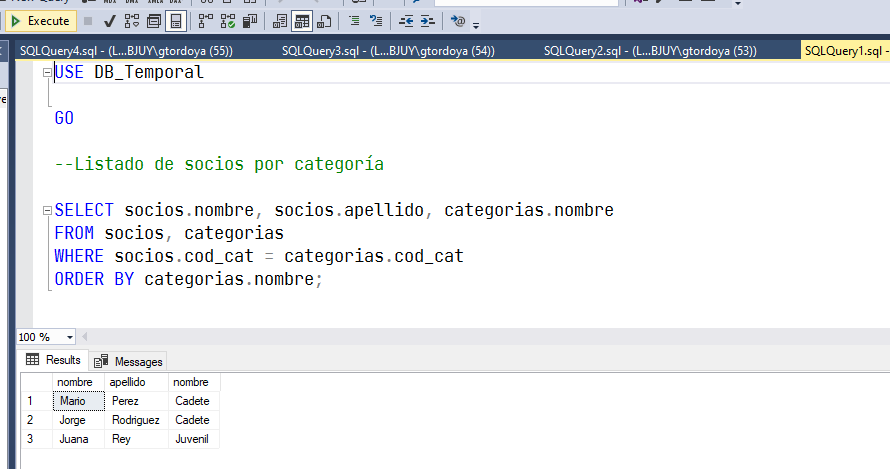 Execute
SQLQuery4.sql - (L...BJUY\gtordoya (55))
SQLQuery3.sql - (L...BJUY\gtordoya (54))
SQLQuery2.sql - (L...BJUY\gtordoya (53))
SQLQuery1.sql -
USE DB_Temporal
GO
--Listado de socios por categoría
SELECT socios.nombre, socios.apellido, categorias.nombre
FROM socios, categorias
WHERE socios.cod_cat = categorias.cod_cat
ORDER BY categorias.nombre;
100 %
Results Messages
nombre apellido nombre
1 Mario Perez Cadete
2 Jorge Rodriguez Cadete
3 Juana Rey Juvenil